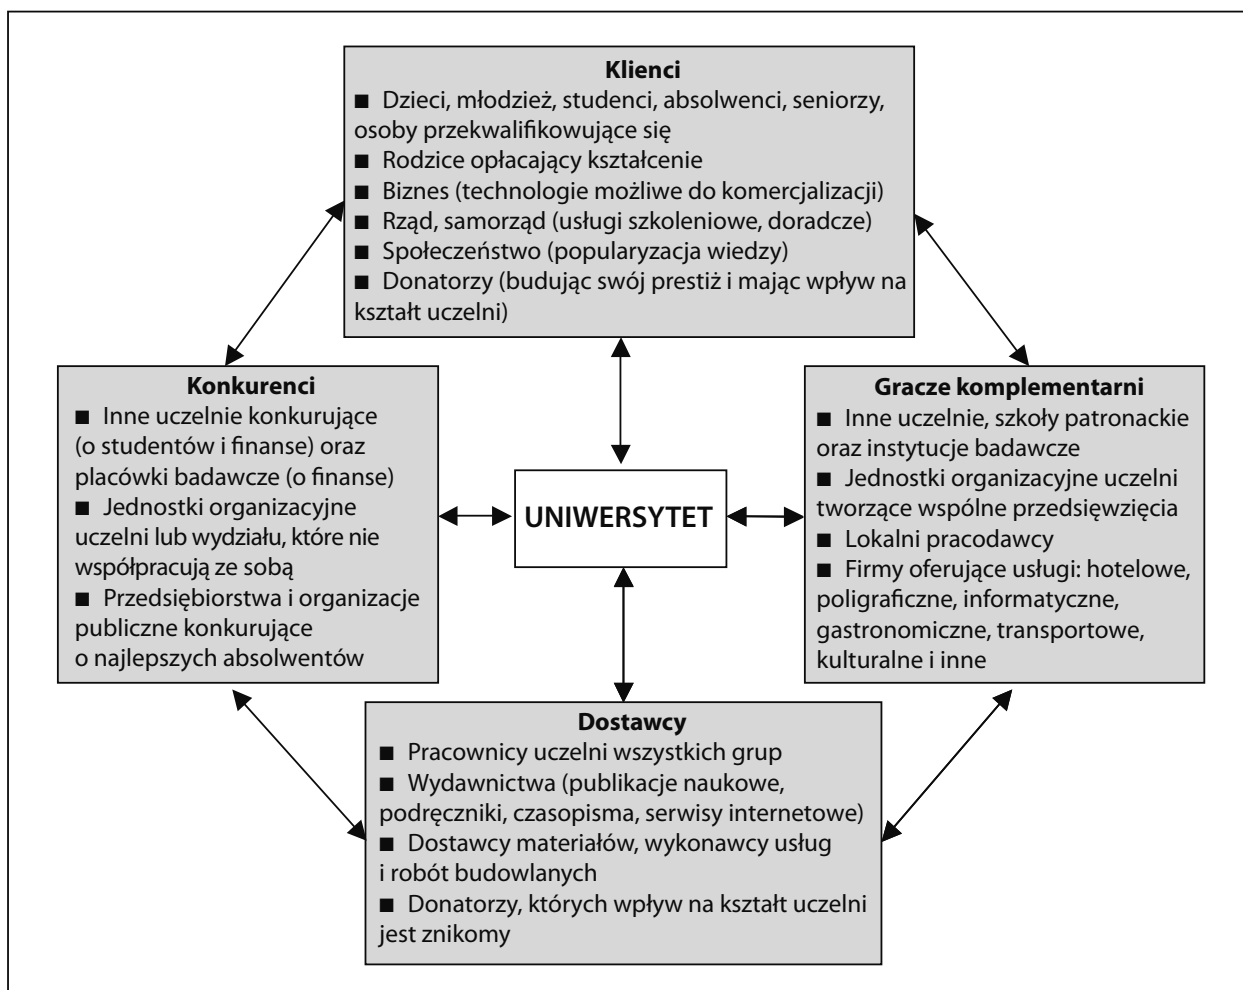 Klienci
■ Dzieci, młodzież, studenci, absolwenci, seniorzy,
osoby przekwalifikowujące się
■ Rodzice opłacający kształcenie
■ Biznes (technologie możliwe do komercjalizacji)
■ Rząd, samorząd (usługi szkoleniowe, doradcze)
■ Społeczeństwo (popularyzacja wiedzy)
■ Donatorzy (budując swój prestiż i mając wpływ na
kształt uczelni)
Konkurenci
■ Inne uczelnie konkurujące
(o studentów i finanse) oraz
placówki badawcze (o finanse)
■ Jednostki organizacyjne
uczelni lub wydziału, które nie
współpracują ze sobą
■ Przedsiębiorstwa i organizacje
publiczne konkurujące
o najlepszych absolwentów
UNIWERSYTET
Gracze komplementarni
■ Inne uczelnie, szkoły patronackie
oraz instytucje badawcze
■ Jednostki organizacyjne uczelni
tworzące wspólne przedsięwzięcia
■ Lokalni pracodawcy
■ Firmy oferujące usługi: hotelowe,
poligraficzne, informatyczne,
gastronomiczne, transportowe,
kulturalne i inne
Dostawcy
■ Pracownicy uczelni wszystkich grup
■ Wydawnictwa (publikacje naukowe,
podręczniki, czasopisma, serwisy internetowe)
■ Dostawcy materiałów, wykonawcy usług
i robót budowlanych
■ Donatorzy, których wpływ na kształt uczelni
jest znikomy